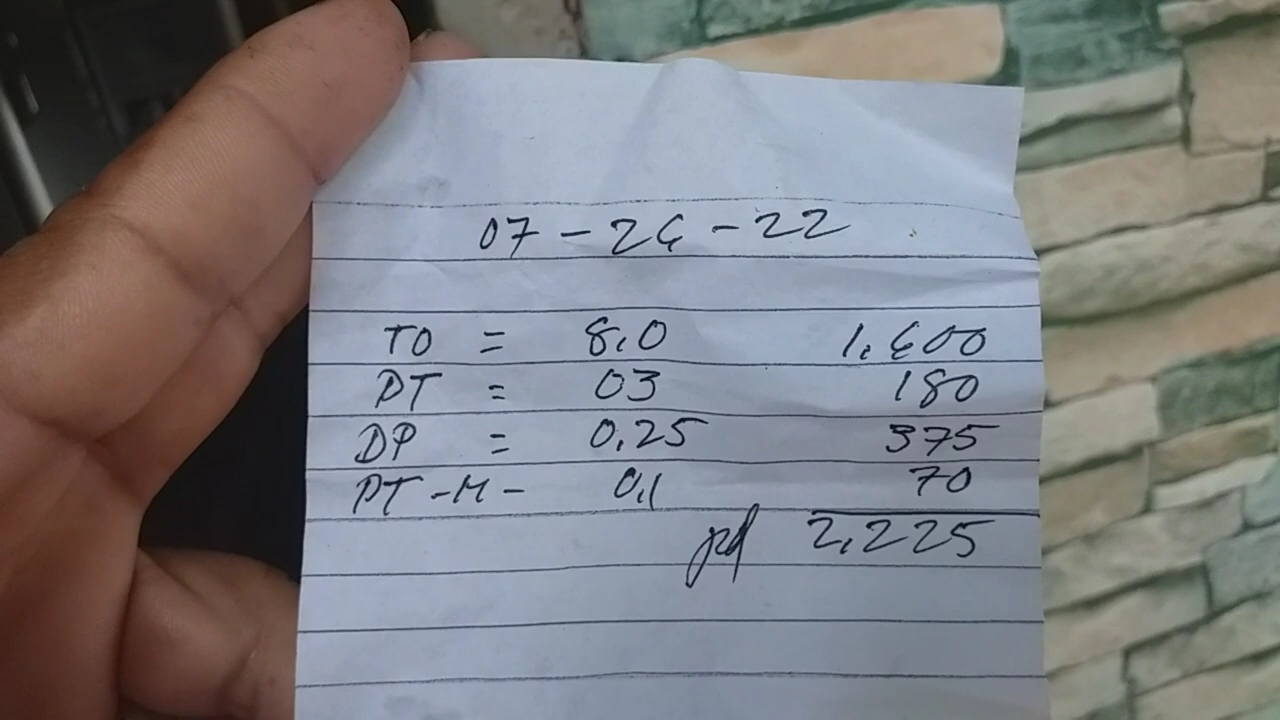 07 - 26 - 22
TO = 8,0 1,600
PT = 03 180
DP = 0,25 375
PT - M - 0,1 70
pd 2,225